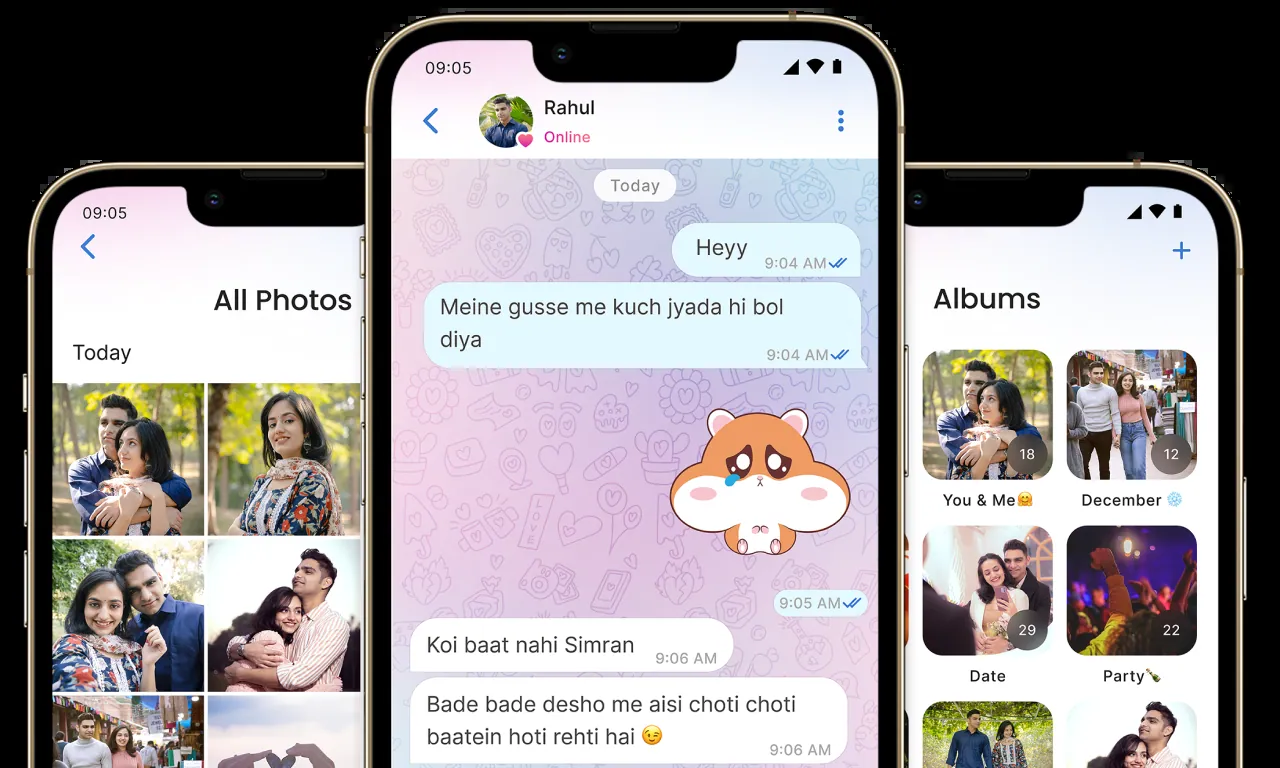 09:05
All Photos
Today
09:05
Rahul
Online
Today
Heyy
9:04 AM
Meine gusse me kuch jyada hi bol
diya
9:04 AM
9:05 AM
Koi baat nahi Simran
9:06 AM
Bade bade desho me aisi choti choti
baatein hoti rehti hai 😉
9:06 AM
Albums
18
12
You & Me🤗
December ❄️
29
22
Date
Party🍾